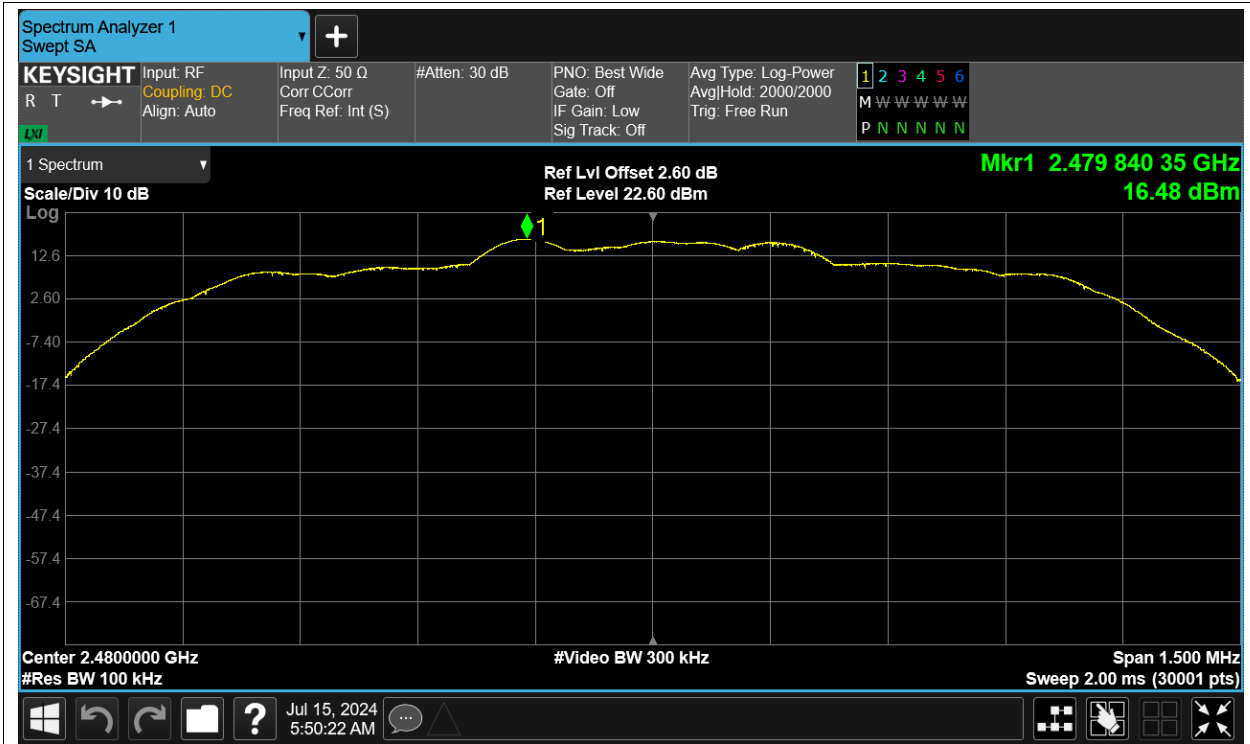 Spectrum Analyzer 1
Swept SA
KEYSIGHT
R T
LXI
Input: RF
Coupling: DC
Align: Auto
Input Z: 50 Ω
Corr CCorr
Freq Ref: Int (S)
#Atten: 30 dB
PNO: Best Wide
Gate: Off
IF Gain: Low
Sig Track: Off
Avg Type: Log-Power
Avg|Hold: 2000/2000
Trig: Free Run
1 2 3 4 5 6
M W W W W W
P N N N N N
1 Spectrum
Scale/Div 10 dB
Log
Ref Lvl Offset 2.60 dB
Ref Level 22.60 dBm
Mkr1 2.479 840 35 GHz
16.48 dBm
1
12.6
2.60
-7.40
-17.4
-27.4
-37.4
-47.4
-57.4
-67.4
Center 2.4800000 GHz
#Res BW 100 kHz
#Video BW 300 kHz
Span 1.500 MHz
Sweep 2.00 ms (30001 pts)
?
Jul 15, 2024
5:50:22 AM